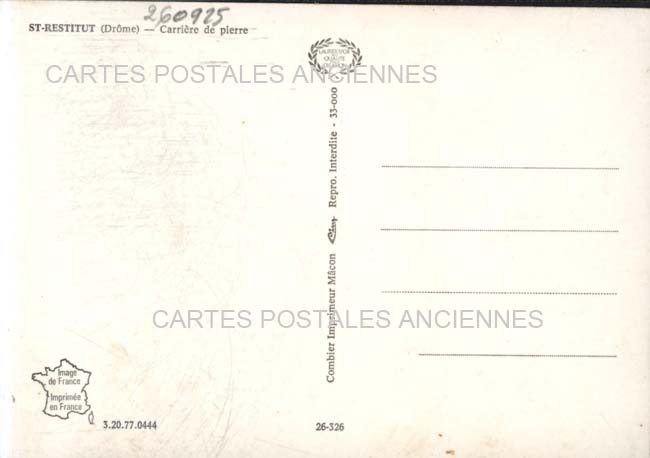 260925
ST-RESTITUT (Drôme) — Carrière de pierre
CARTES POSTALES ANCIENNES
Combier Imprimeur Mâcon Repro. Interdite - 33-000
CARTES POSTALES ANCIENNES
Image
de France
Imprimée
en France
3.20.77.0444
26-326